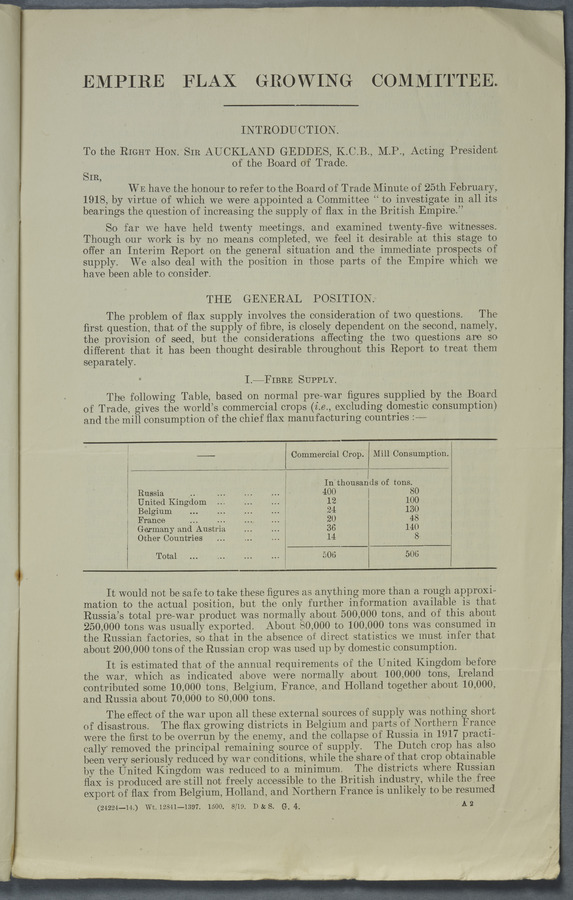 EMPIRE FLAX GROWING COMMITTEE.
INTRODUCTION.
To the RIGHT HON. SIR AUCKLAND GEDDES, K.C.B., M.P., Acting President
of the Board of Trade.
SIR,
WE have the honour to refer to the Board of Trade Minute of 25th February,
1918, by virtue of which we were appointed a Committee " to investigate in all its
bearings the question of increasing the supply of flax in the British Empire."
So far we have held twenty meetings, and examined twenty-five witnesses.
Though our work is by no means completed, we feel it desirable at this stage to
offer an Interim Report on the general situation and the immediate prospects of
supply. We also deal with the position in those parts of the Empire which we
have been able to consider.
THE GENERAL POSITION.
The problem of flax supply involves the consideration of two questions. The
first question, that of the supply of fibre, is closely dependent on the second, namely,
the provision of seed, but the considerations affecting the two questions are so
different that it has been thought desirable throughout this Report to treat them
separately.
I.—FIBRE SUPPLY.
The following Table, based on normal pre-war figures supplied by the Board
of Trade, gives the world's commercial crops (i.e., excluding domestic consumption)
and the mill consumption of the chief flax manufacturing countries :—
— Commercial Crop. Mill Consumption.
In thousands of tons.
Russia .. ... ... ... 400 80
United Kingdom ... ... ... 12 100
Belgium ... ... ... ... 24 130
France ... ... ... ... 20 48
Germany and Austria ... ... 36 140
Other Countries ... ... ... 14 8
Total ... ... ... ... 506 506
It would not be safe to take these figures as anything more than a rough approxi-
mation to the actual position, but the only further information available is that
Russia's total pre-war product was normally about 500,000 tons, and of this about
250,000 tons was usually exported. About 80,000 to 100,000 tons was consumed in
the Russian factories, so that in the absence of direct statistics we must infer that
about 200,000 tons of the Russian crop was used up by domestic consumption.
It is estimated that of the annual requirements of the United Kingdom before
the war, which as indicated above were normally about 100,000 tons, Ireland
contributed some 10,000 tons, Belgium, France, and Holland together about 10,000,
and Russia about 70,000 to 80,000 tons.
The effect of the war upon all these external sources of supply was nothing short
of disastrous. The flax growing districts in Belgium and parts of Northern France
were the first to be overrun by the enemy, and the collapse of Russia in 1917 practi-
cally removed the principal remaining source of supply. The Dutch crop has also
been very seriously reduced by war conditions, while the share of that crop obtainable
by the United Kingdom was reduced to a minimum. The districts where Russian
flax is produced are still not freely accessible to the British industry, while the free
export of flax from Belgium, Holland, and Northern France is unlikely to be resumed
(24224—14.) Wt. 12841—1397. 1500. 8/19. D & S. G. 4. A 2